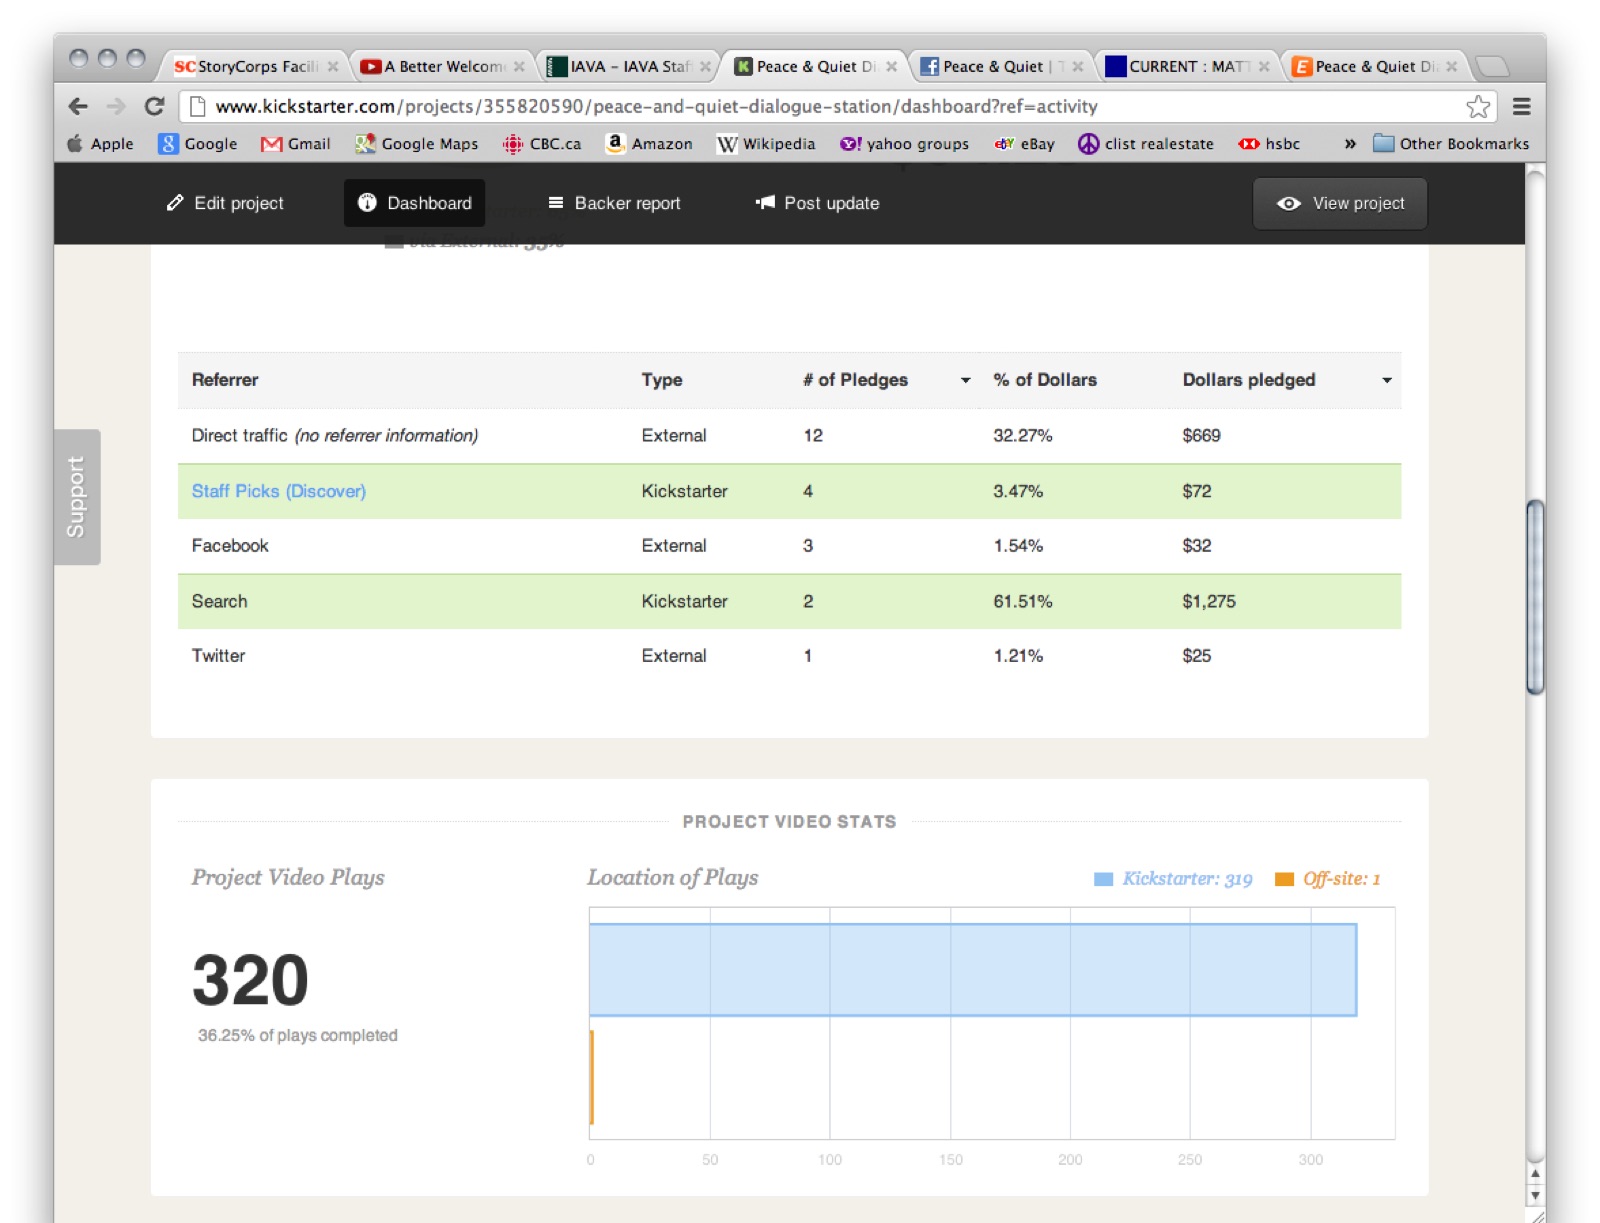 StoryCorps Facili
A Better Welcom
IAVA – IAVA Staf
Peace & Quiet Di
Peace & Quiet | T
CURRENT : MATT
Peace & Quiet Di
www.kickstarter.com/projects/355820590/peace-and-quiet-dialogue-station/dashboard?ref=activity
Apple Google Gmail Google Maps CBC.ca Amazon Wikipedia yahoo groups eBay clist realestate hsbc » Other Bookmarks
Edit project Dashboard Backer report Post update View project
via External: 35%
Support
Referrer Type # of Pledges % of Dollars Dollars pledged
Direct traffic (no referrer information) External 12 32.27% $669
Staff Picks (Discover) Kickstarter 4 3.47% $72
Facebook External 3 1.54% $32
Search Kickstarter 2 61.51% $1,275
Twitter External 1 1.21% $25
PROJECT VIDEO STATS
Project Video Plays
320
36.25% of plays completed
Location of Plays
Kickstarter: 319 Off-site: 1
0 50 100 150 200 250 300